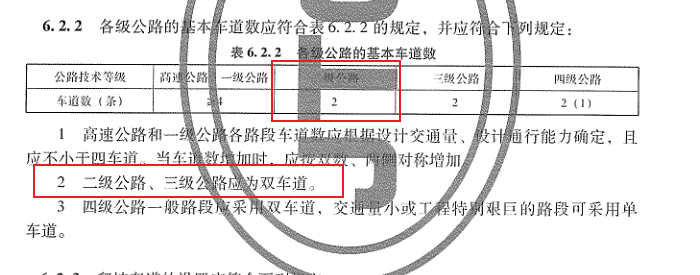 6.2.2 各级公路的基本车道数应符合表6.2.2的规定，并应符合下列规定：
表6.2.2 各级公路的基本车道数
公路技术等级 高速公路 一级公路 级公路 三级公路 四级公路
车道数（条） ≥4 2 2 2（1）
1 高速公路和一级公路各路段车道数应根据设计交通量、设计通行能力确定，且
应不小于四车道。当车道数增加时，应按双数、两侧对称增加。
2 二级公路、三级公路应为双车道。
3 四级公路一般路段应采用双车道，交通量小或工程特别艰巨的路段可采用单
车道。